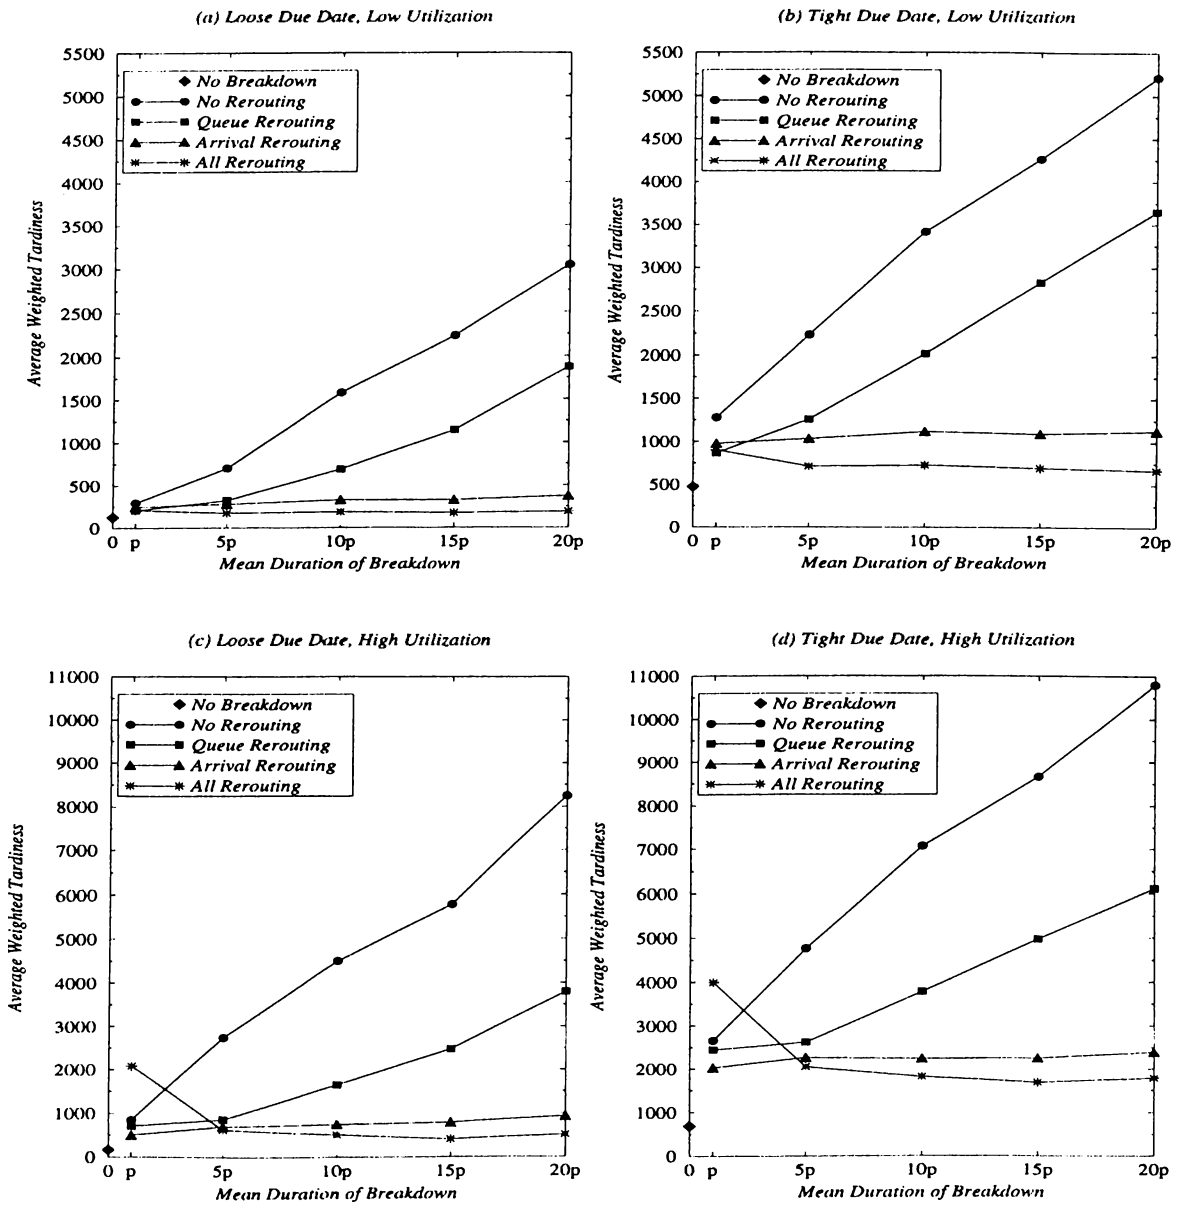 (a) Loose Due Date, Low Utilization
5500
5000
4500
4000
3500
3000
2500
2000
1500
1000
500
0
Average Weighted Tardiness
No Breakdown
No Rerouting
Queue Rerouting
Arrival Rerouting
All Rerouting
0 p 5p 10p 15p 20p
Mean Duration of Breakdown
(b) Tight Due Date, Low Utilization
5500
5000
4500
4000
3500
3000
2500
2000
1500
1000
500
0
Average Weighted Tardiness
No Breakdown
No Rerouting
Queue Rerouting
Arrival Rerouting
All Rerouting
0 p 5p 10p 15p 20p
Mean Duration of Breakdown
(c) Loose Due Date, High Utilization
11000
10000
9000
8000
7000
6000
5000
4000
3000
2000
1000
0
Average Weighted Tardiness
No Breakdown
No Rerouting
Queue Rerouting
Arrival Rerouting
All Rerouting
0 p 5p 10p 15p 20p
Mean Duration of Breakdown
(d) Tight Due Date, High Utilization
11000
10000
9000
8000
7000
6000
5000
4000
3000
2000
1000
0
Average Weighted Tardiness
No Breakdown
No Rerouting
Queue Rerouting
Arrival Rerouting
All Rerouting
0 p 5p 10p 15p 20p
Mean Duration of Breakdown